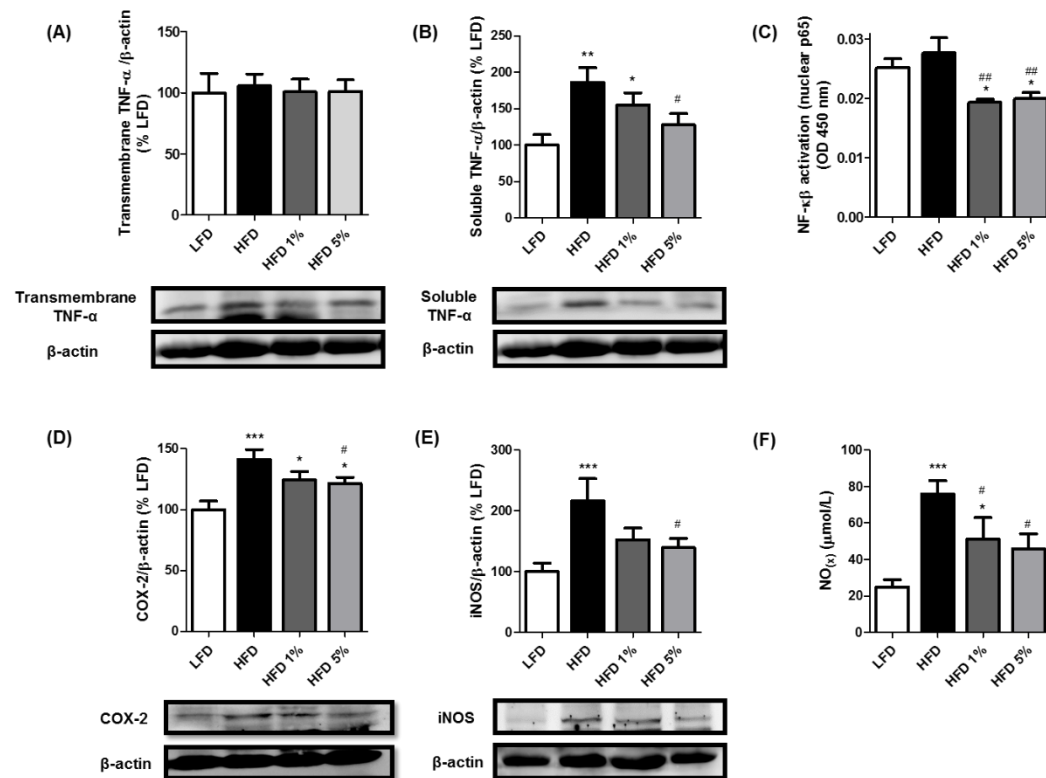 (A)
Transmembrane TNF-α /β-actin
(% LFD)
150
100
50
0
LFD
HFD
HFD 1%
HFD 5%
Transmembrane
TNF-α
β-actin
(B)
Soluble TNF-α/β-actin (% LFD)
250
200
150
100
50
0
**
*
#
LFD
HFD
HFD 1%
HFD 5%
Soluble
TNF-α
β-actin
(C)
NF-κβ activation (nuclear p65)
(OD 450 nm)
0.03
0.02
0.01
0.00
##
*
##
*
LFD
HFD
HFD 1%
HFD 5%
(D)
COX-2/β-actin (% LFD)
150
100
50
0
***
*
#
*
LFD
HFD
HFD 1%
HFD 5%
COX-2
β-actin
(E)
iNOS/β-actin (% LFD)
300
200
150
100
50
0
***
#
LFD
HFD
HFD 1%
HFD 5%
iNOS
β-actin
(F)
NO(x) (µmol/L)
100
80
60
40
20
0
***
#
*
#
LFD
HFD
HFD 1%
HFD 5%